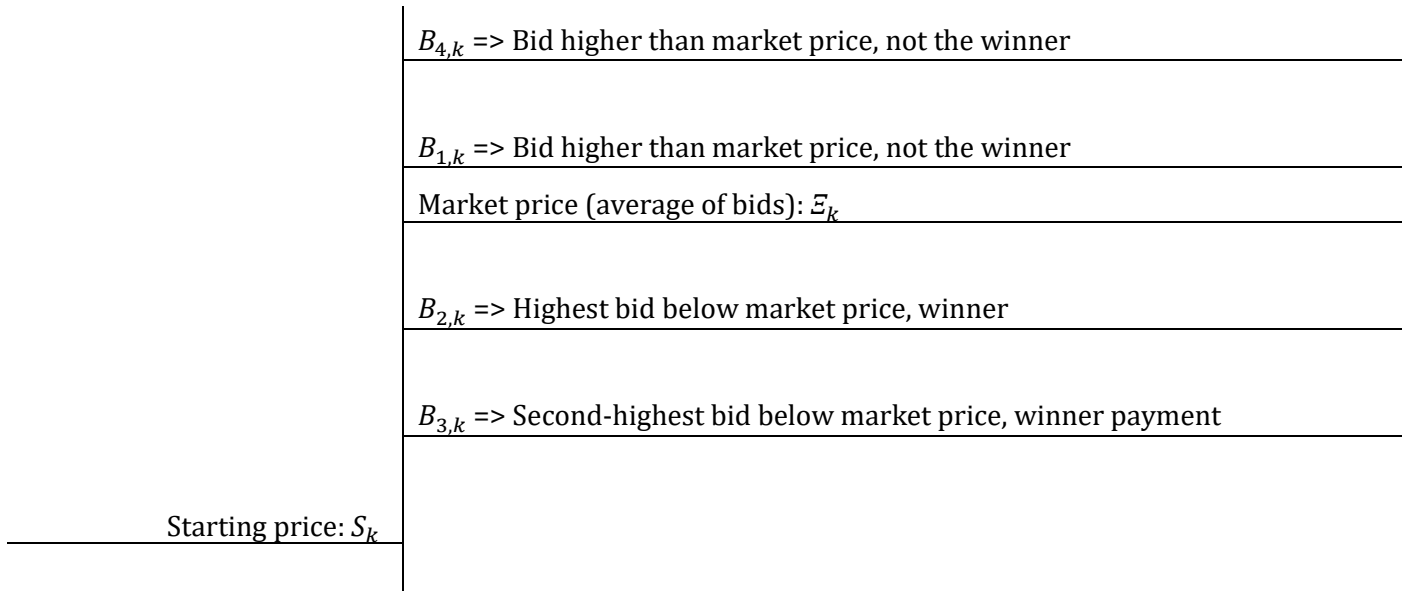 B₄,ₖ => Bid higher than market price, not the winner
B₁,ₖ => Bid higher than market price, not the winner
Market price (average of bids): Ξₖ
B₂,ₖ => Highest bid below market price, winner
B₃,ₖ => Second-highest bid below market price, winner payment
Starting price: Sₖ